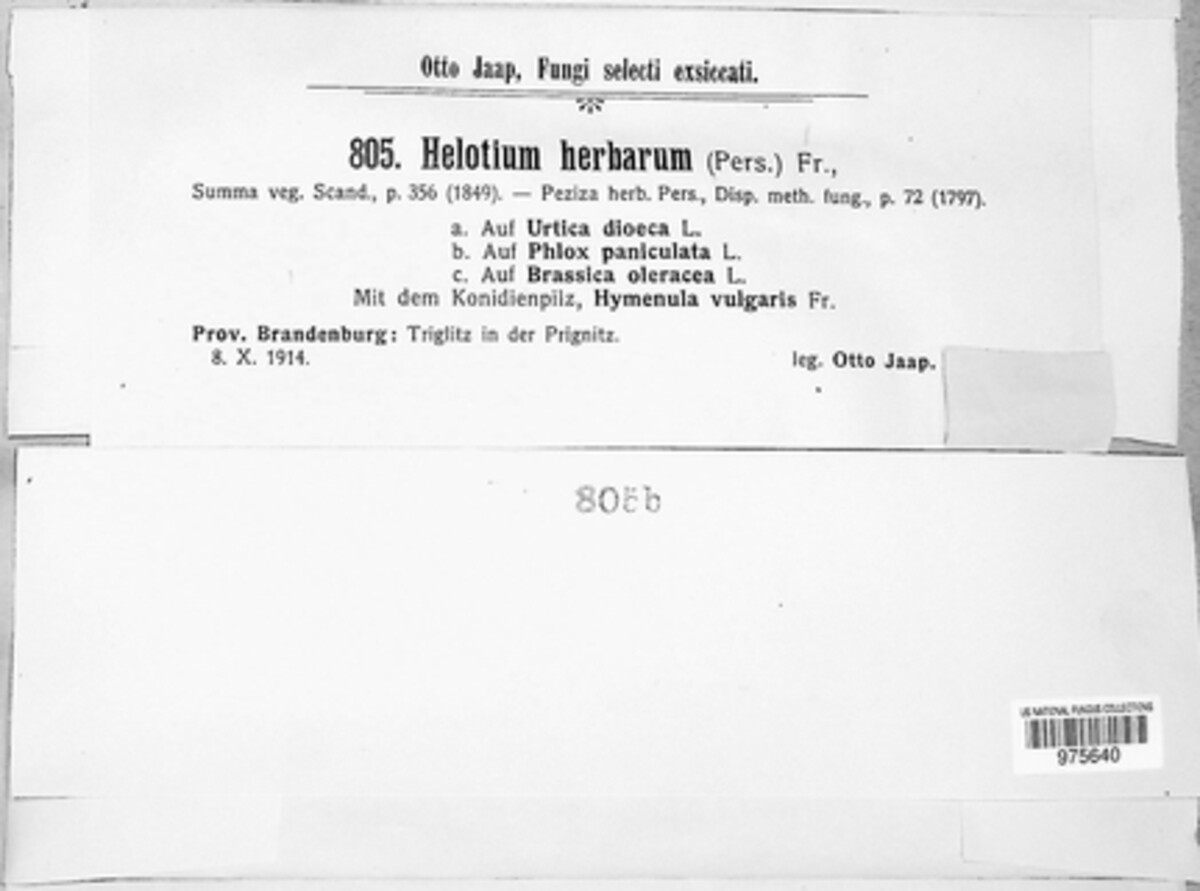 Otto Jaap, Fungi selecti exsiccati.
805. Helotium herbarum (Pers.) Fr.,
Summa veg. Scand., p. 356 (1849). — Peziza herb. Pers., Disp. meth. fung., p. 72 (1797).
a. Auf Urtica dioeca L.
b. Auf Phlox paniculata L.
c. Auf Brassica oleracea L.
Mit dem Konidienpilz, Hymenula vulgaris Fr.
Prov. Brandenburg: Triglitz in der Prignitz.
8. X. 1914. leg. Otto Jaap.
805b
US NATIONAL FUNGUS COLLECTIONS
975640